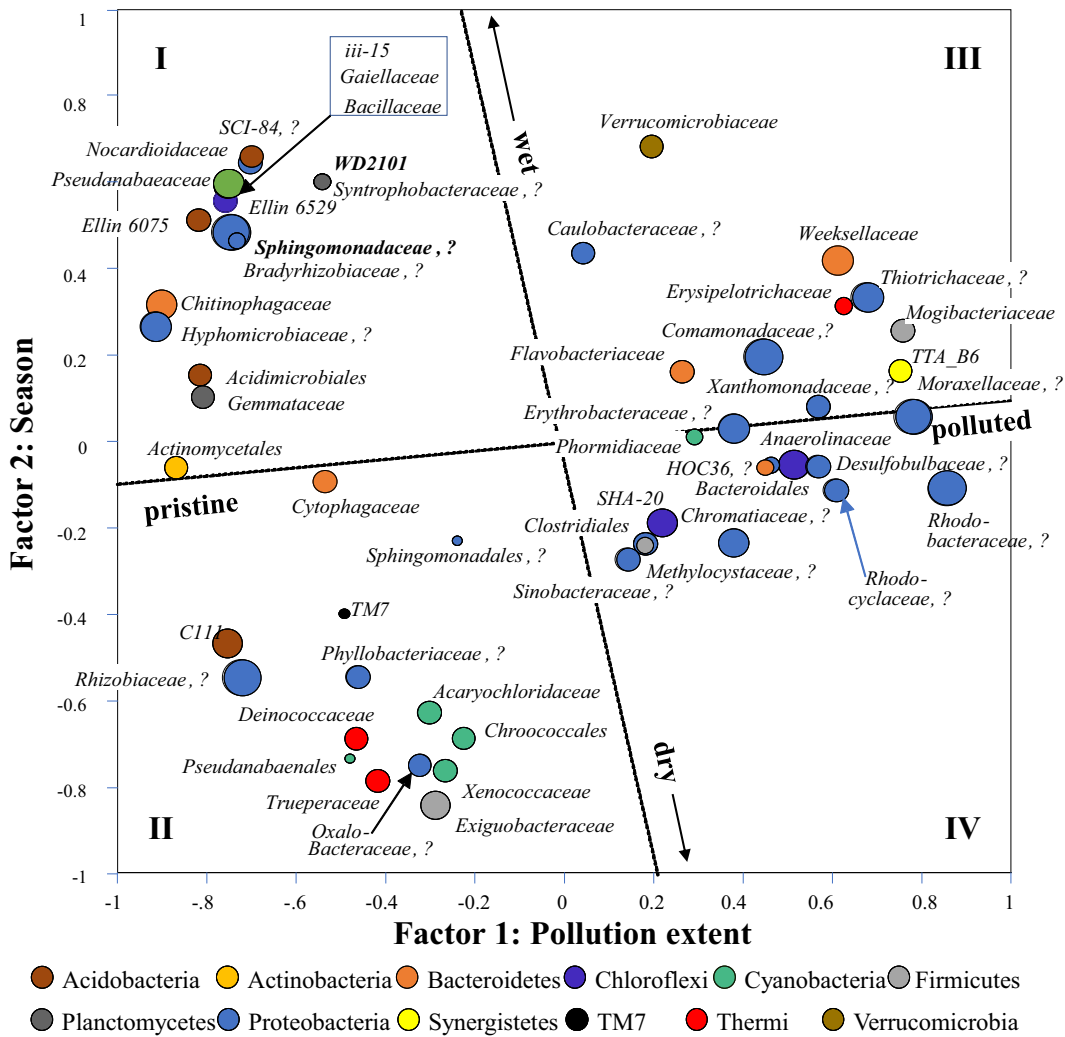 1
I
III
iii-15
Gaiellaceae
Bacillaceae
0.8
SCI-84, ?
Verrucomicrobiaceae
wet
Nocardioidaceae
WD2101
Pseudanabaeaceae
Syntrophobacteraceae , ?
Ellin 6529
Ellin 6075
Caulobacteraceae , ?
Weeksellaceae
Sphingomonadaceae , ?
Bradyrhizobiaceae , ?
0.4
Thiotrichaceae , ?
Erysipelotrichaceae
Chitinophagaceae
Mogibacteriaceae
Hyphomicrobiaceae , ?
Comamonadaceae ,?
Flavobacteriaceae
TTA_B6
0.2
Acidimicrobiales
Xanthomonadaceae , ?
Moraxellaceae , ?
Gemmataceae
Erythrobacteraceae , ?
polluted
Actinomycetales
Phormidiaceae
Anaerolinaceae
0
HOC36, ?
Desulfobulbaceae , ?
Bacteroidales
pristine
Cytophagaceae
SHA-20
Chromatiaceae , ?
Clostridiales
Rhodo-
bacteraceae , ?
-0.2
Sphingomonadales , ?
Methylocystaceae , ?
Sinobacteraceae , ?
Rhodo-
cyclaceae, ?
-0.4
TM7
C111
Phyllobacteriaceae , ?
Rhizobiaceae , ?
-0.6
Acaryochloridaceae
Deinococcaceae
Chroococcales
dry
Pseudanabaenales
-0.8
Trueperaceae
Xenococcaceae
Oxalo-
Bacteraceae , ?
Exiguobacteraceae
II
IV
-1
Factor 2: Season
-1
-.8
-.6
-0.4
-0.2
0
0.2
0.4
0.6
0.8
1
Factor 1: Pollution extent
Acidobacteria
Actinobacteria
Bacteroidetes
Chloroflexi
Cyanobacteria
Firmicutes
Planctomycetes
Proteobacteria
Synergistetes
TM7
Thermi
Verrucomicrobia